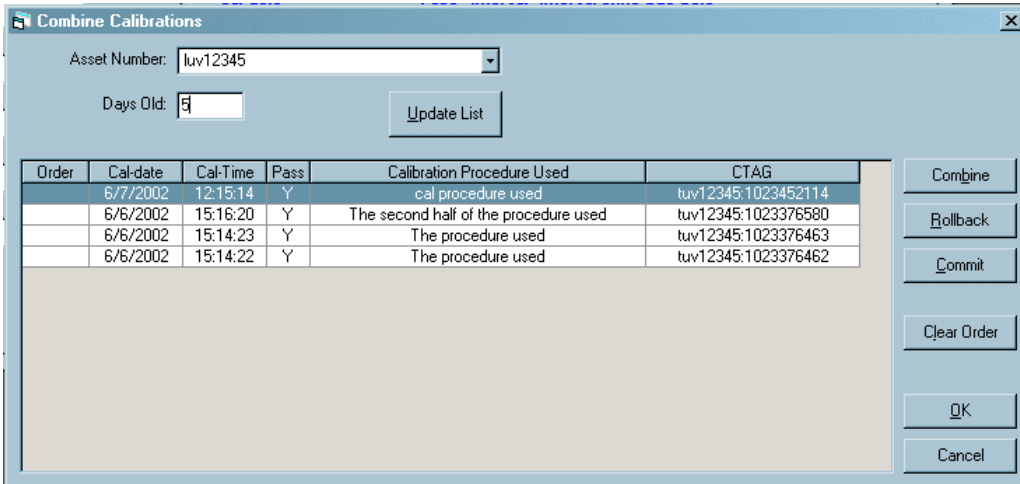 Combine Calibrations
Asset Number: luv12345
Days Old: 5
Update List
Order Cal-date Cal-Time Pass Calibration Procedure Used CTAG
6/7/2002 12:15:14 Y cal procedure used tuv12345:1023452114
6/6/2002 15:16:20 Y The second half of the procedure used tuv12345:1023376580
6/6/2002 15:14:23 Y The procedure used tuv12345:1023376463
6/6/2002 15:14:22 Y The procedure used tuv12345:1023376462
Combine
Rollback
Commit
Clear Order
OK
Cancel